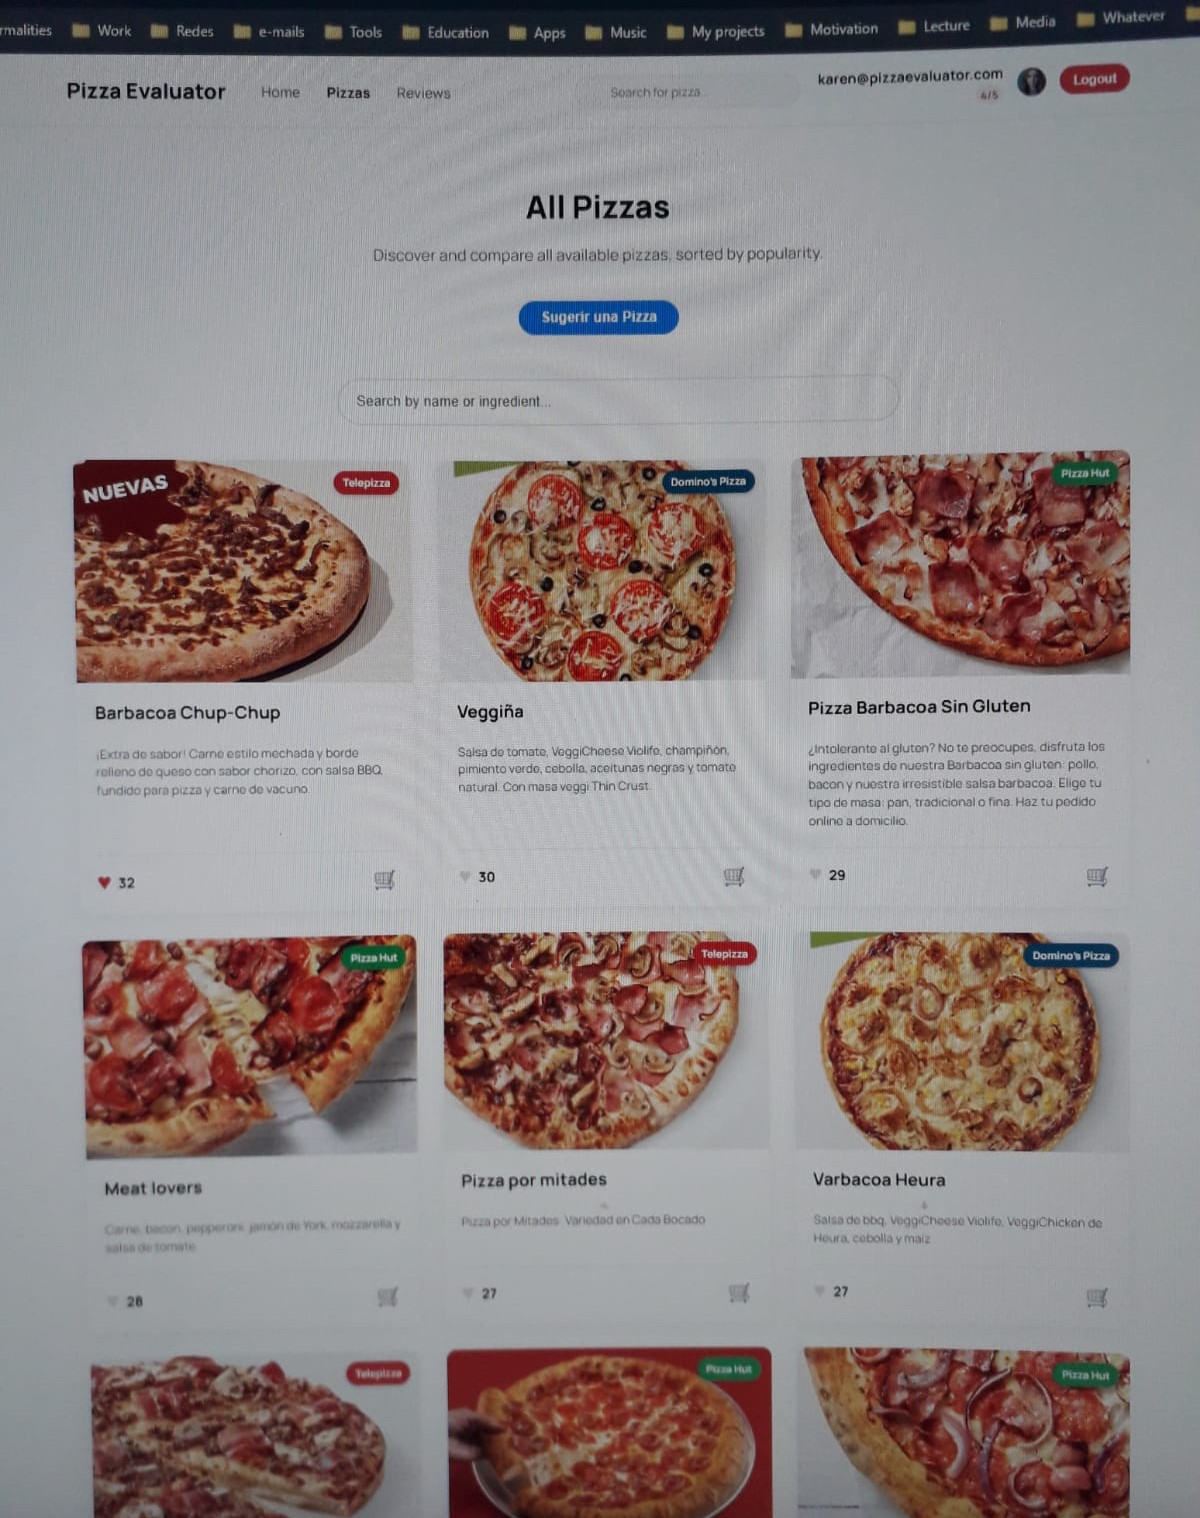 rmalities Work Redes e-mails Tools Education Apps Music My projects Motivation Lecture Media Whatever
Pizza Evaluator Home Pizzas Reviews Search for pizza... karen@pizzaevaluator.com Logout
4/5
All Pizzas
Discover and compare all available pizzas, sorted by popularity.
Sugerir una Pizza
Search by name or ingredient...
NUEVAS
Telepizza
Barbacoa Chup-Chup
¡Extra de sabor! Carne estilo mechada y borde
relleno de queso con sabor chorizo, con salsa BBQ,
fundido para pizza y carne de vacuno.
32
Domino's Pizza
Veggiña
Salsa de tomate, VeggiCheese Violife, champiñón,
pimiento verde, cebolla, aceitunas negras y tomate
natural. Con masa veggi Thin Crust.
30
Pizza Hut
Pizza Barbacoa Sin Gluten
¿Intolerante al gluten? No te preocupes, disfruta los
ingredientes de nuestra Barbacoa sin gluten: pollo,
bacon y nuestra irresistible salsa barbacoa. Elige tu
tipo de masa: pan, tradicional o fina. Haz tu pedido
online a domicilio.
29
Pizza Hut
Meat lovers
Carne, bacon, pepperoni, jamón de York, mozzarella y
salsa de tomate
28
Telepizza
Pizza por mitades
Pizza por Mitades: Variedad en Cada Bocado
27
Domino's Pizza
Varbacoa Heura
Salsa de bbq, VeggiCheese Violife, VeggiChicken de
Heura, cebolla y maíz
27
Telepizza
Pizza Hut
Pizza Hut